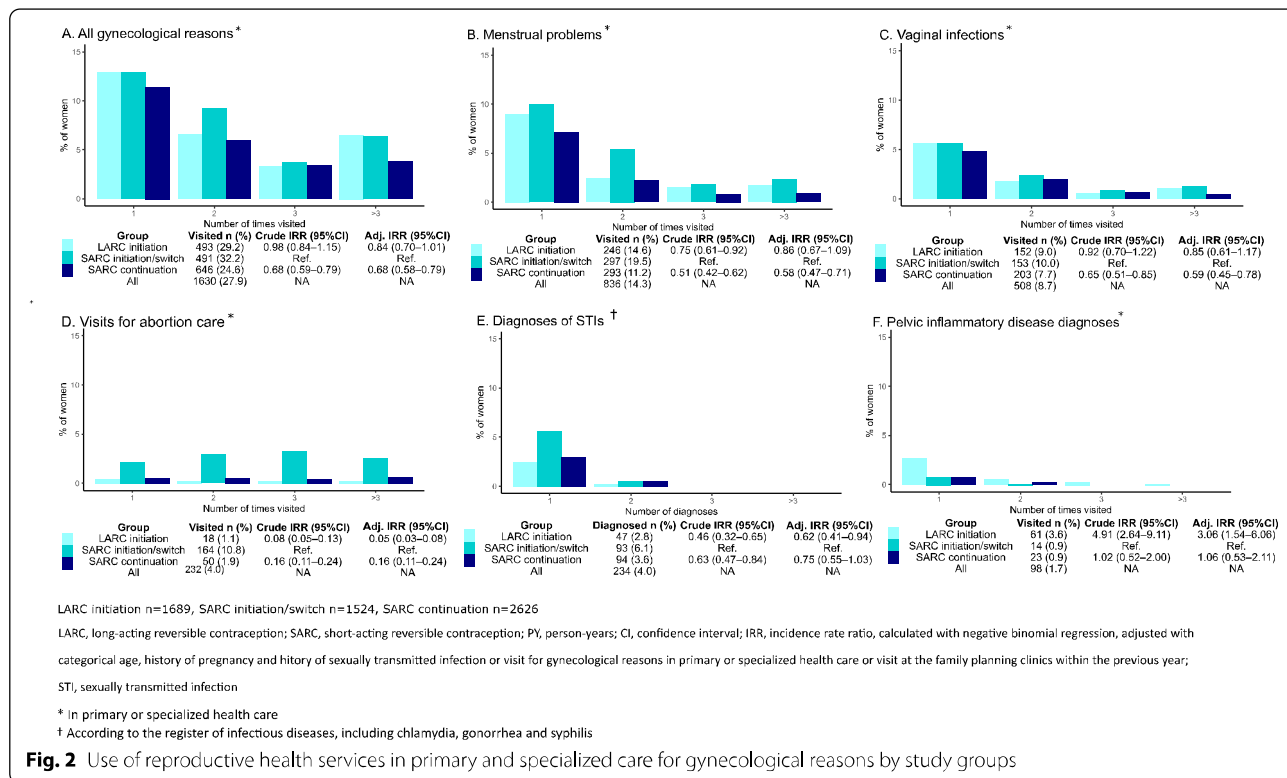 A. All gynecological reasons*
15
10
5
0
% of women
1 2 3 >3
Number of times visited
Group Visited n (%) Crude IRR (95%CI) Adj. IRR (95%CI)
LARC initiation 493 (29.2) 0.98 (0.84–1.15) 0.84 (0.70–1.01)
SARC initiation/switch 491 (32.2) Ref. Ref.
SARC continuation 646 (24.6) 0.68 (0.59–0.79) 0.68 (0.58–0.79)
All 1630 (27.9) NA NA
B. Menstrual problems*
15
10
5
0
% of women
1 2 3 >3
Number of times visited
Group Visited n (%) Crude IRR (95%CI) Adj. IRR (95%CI)
LARC initiation 246 (14.6) 0.75 (0.61–0.92) 0.86 (0.67–1.09)
SARC initiation/switch 297 (19.5) Ref. Ref.
SARC continuation 293 (11.2) 0.51 (0.42–0.62) 0.58 (0.47–0.71)
All 836 (14.3) NA NA
C. Vaginal infections*
15
10
5
0
% of women
1 2 3 >3
Number of times visited
Group Visited n (%) Crude IRR (95%CI) Adj. IRR (95%CI)
LARC initiation 152 (9.0) 0.92 (0.70–1.22) 0.85 (0.61–1.17)
SARC initiation/switch 153 (10.0) Ref. Ref.
SARC continuation 203 (7.7) 0.65 (0.51–0.85) 0.59 (0.45–0.78)
All 508 (8.7) NA NA
D. Visits for abortion care*
15
10
5
0
% of women
1 2 3 >3
Number of times visited
Group Visited n (%) Crude IRR (95%CI) Adj. IRR (95%CI)
LARC initiation 18 (1.1) 0.08 (0.05–0.13) 0.05 (0.03–0.08)
SARC initiation/switch 164 (10.8) Ref. Ref.
SARC continuation 50 (1.9) 0.16 (0.11–0.24) 0.16 (0.11–0.24)
All 232 (4.0) NA NA
E. Diagnoses of STIs †
15
10
5
0
% of women
1 2 3 >3
Number of diagnoses
Group Diagnosed n (%) Crude IRR (95%CI) Adj. IRR (95%CI)
LARC initiation 47 (2.8) 0.46 (0.32–0.65) 0.62 (0.41–0.94)
SARC initiation/switch 93 (6.1) Ref. Ref.
SARC continuation 94 (3.6) 0.63 (0.47–0.84) 0.75 (0.55–1.03)
All 234 (4.0) NA NA
F. Pelvic inflammatory disease diagnoses*
15
10
5
0
% of women
1 2 3 >3
Number of times visited
Group Visited n (%) Crude IRR (95%CI) Adj. IRR (95%CI)
LARC initiation 61 (3.6) 4.91 (2.64–9.11) 3.06 (1.54–6.06)
SARC initiation/switch 14 (0.9) Ref. Ref.
SARC continuation 23 (0.9) 1.02 (0.52–2.00) 1.06 (0.53–2.11)
All 98 (1.7) NA NA
LARC initiation n=1689, SARC initiation/switch n=1524, SARC continuation n=2626
LARC, long-acting reversible contraception; SARC, short-acting reversible contraception; PY, person-years; CI, confidence interval; IRR, incidence rate ratio, calculated with negative binomial regression, adjusted with
categorical age, history of pregnancy and hitory of sexually transmitted infection or visit for gynecological reasons in primary or specialized health care or visit at the family planning clinics within the previous year;
STI, sexually transmitted infection
* In primary or specialized health care
† According to the register of infectious diseases, including chlamydia, gonorrhea and syphilis
Fig. 2 Use of reproductive health services in primary and specialized care for gynecological reasons by study groups